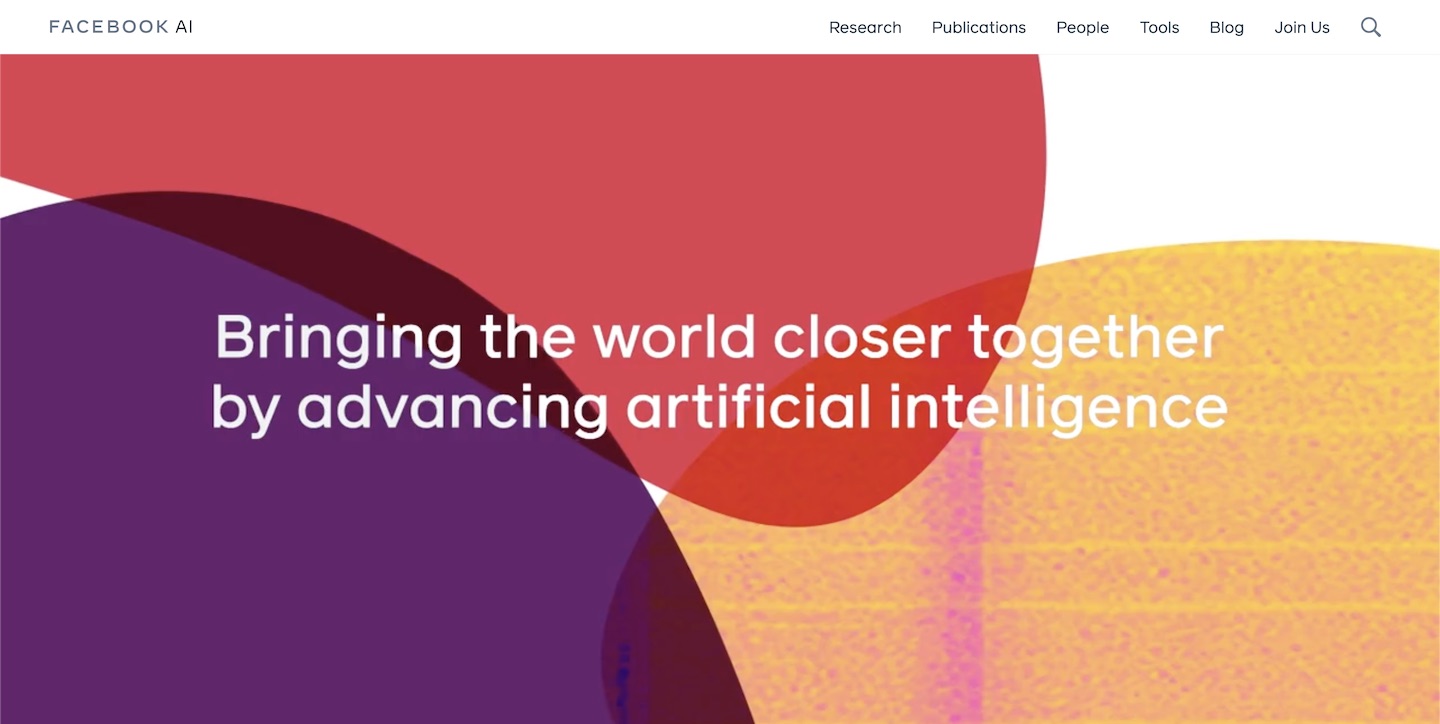 FACEBOOK AI
Research Publications People Tools Blog Join Us
Bringing the world closer together
by advancing artificial intelligence